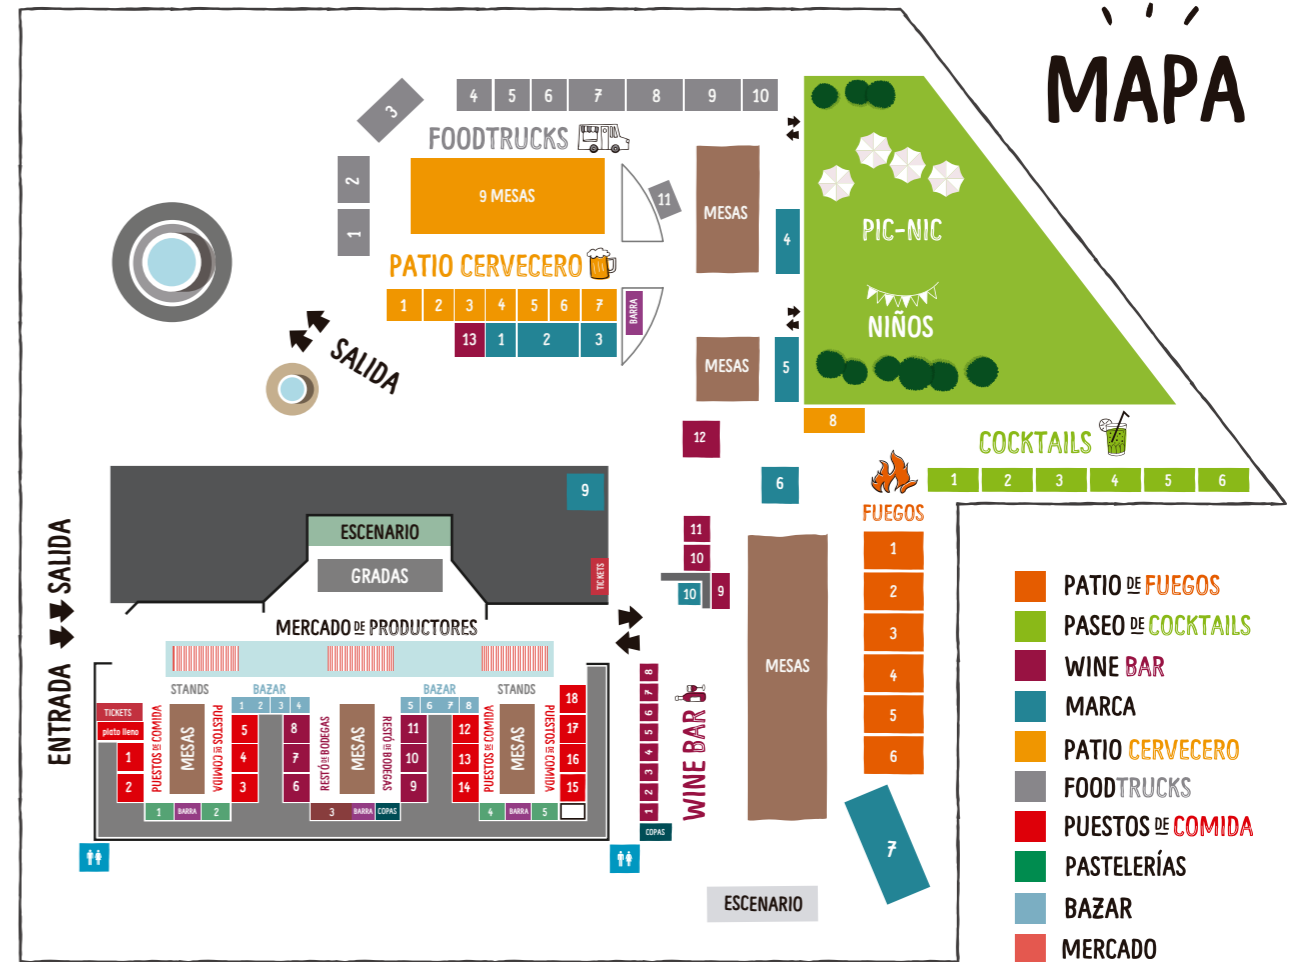 MAPA
4 5 6 7 8 9 10
3
FOODTRUCKS
2
1
9 MESAS
11
MESAS
4
PIC-NIC
NIÑOS
PATIO CERVECERO
1 2 3 4 5 6 7
BARRA
13 1 2 3
SALIDA
MESAS
5
8
12
COCKTAILS
1 2 3 4 5 6
6
9
ESCENARIO
GRADAS
TICKETS
FUEGOS
1
2
3
4
5
6
11
10
9
10
MESAS
7
ESCENARIO
SALIDA
ENTRADA
MERCADO DE PRODUCTORES
STANDS
BAZAR
BAZAR
STANDS
1 2 3 4
5 6 7 8
TICKETS
plato lleno
1
2
PUESTOS DE COMIDA
MESAS
PUESTOS DE COMIDA
5
4
3
8
7
6
RESTÓ DE BODEGAS
MESAS
RESTÓ DE BODEGAS
11
10
9
12
13
14
PUESTOS DE COMIDA
MESAS
PUESTOS DE COMIDA
18
17
16
15
1 BARRA 2
3 BARRA COPAS
4 BARRA 5
8
7
6
5
4
3
2
1
COPAS
WINE BAR
PATIO DE FUEGOS
PASEO DE COCKTAILS
WINE BAR
MARCA
PATIO CERVECERO
FOODTRUCKS
PUESTOS DE COMIDA
PASTELERÍAS
BAZAR
MERCADO